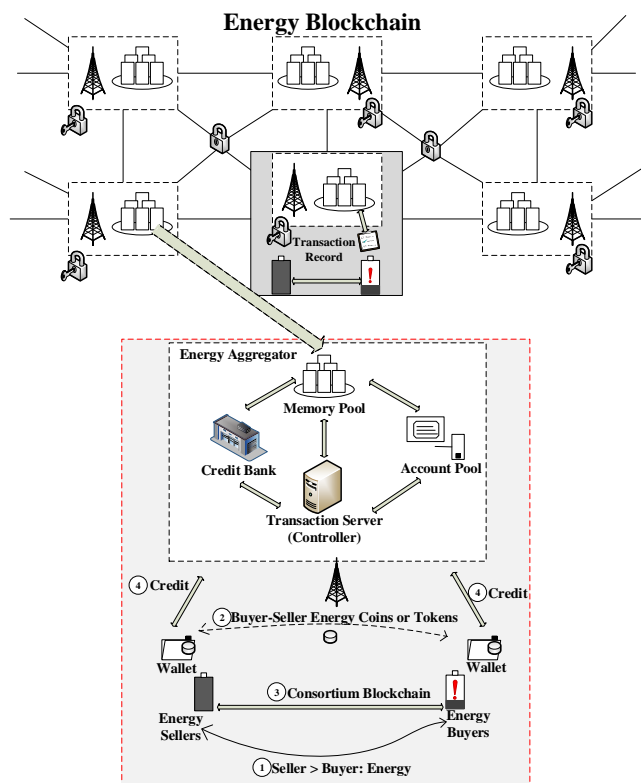 Energy Blockchain
Transaction
Record
Energy Aggregator
Memory Pool
Credit Bank
Account Pool
Transaction Server
(Controller)
4 Credit
4 Credit
2 Buyer-Seller Energy Coins or Tokens
Wallet
Wallet
3 Consortium Blockchain
Energy
Sellers
Energy
Buyers
1 Seller > Buyer: Energy